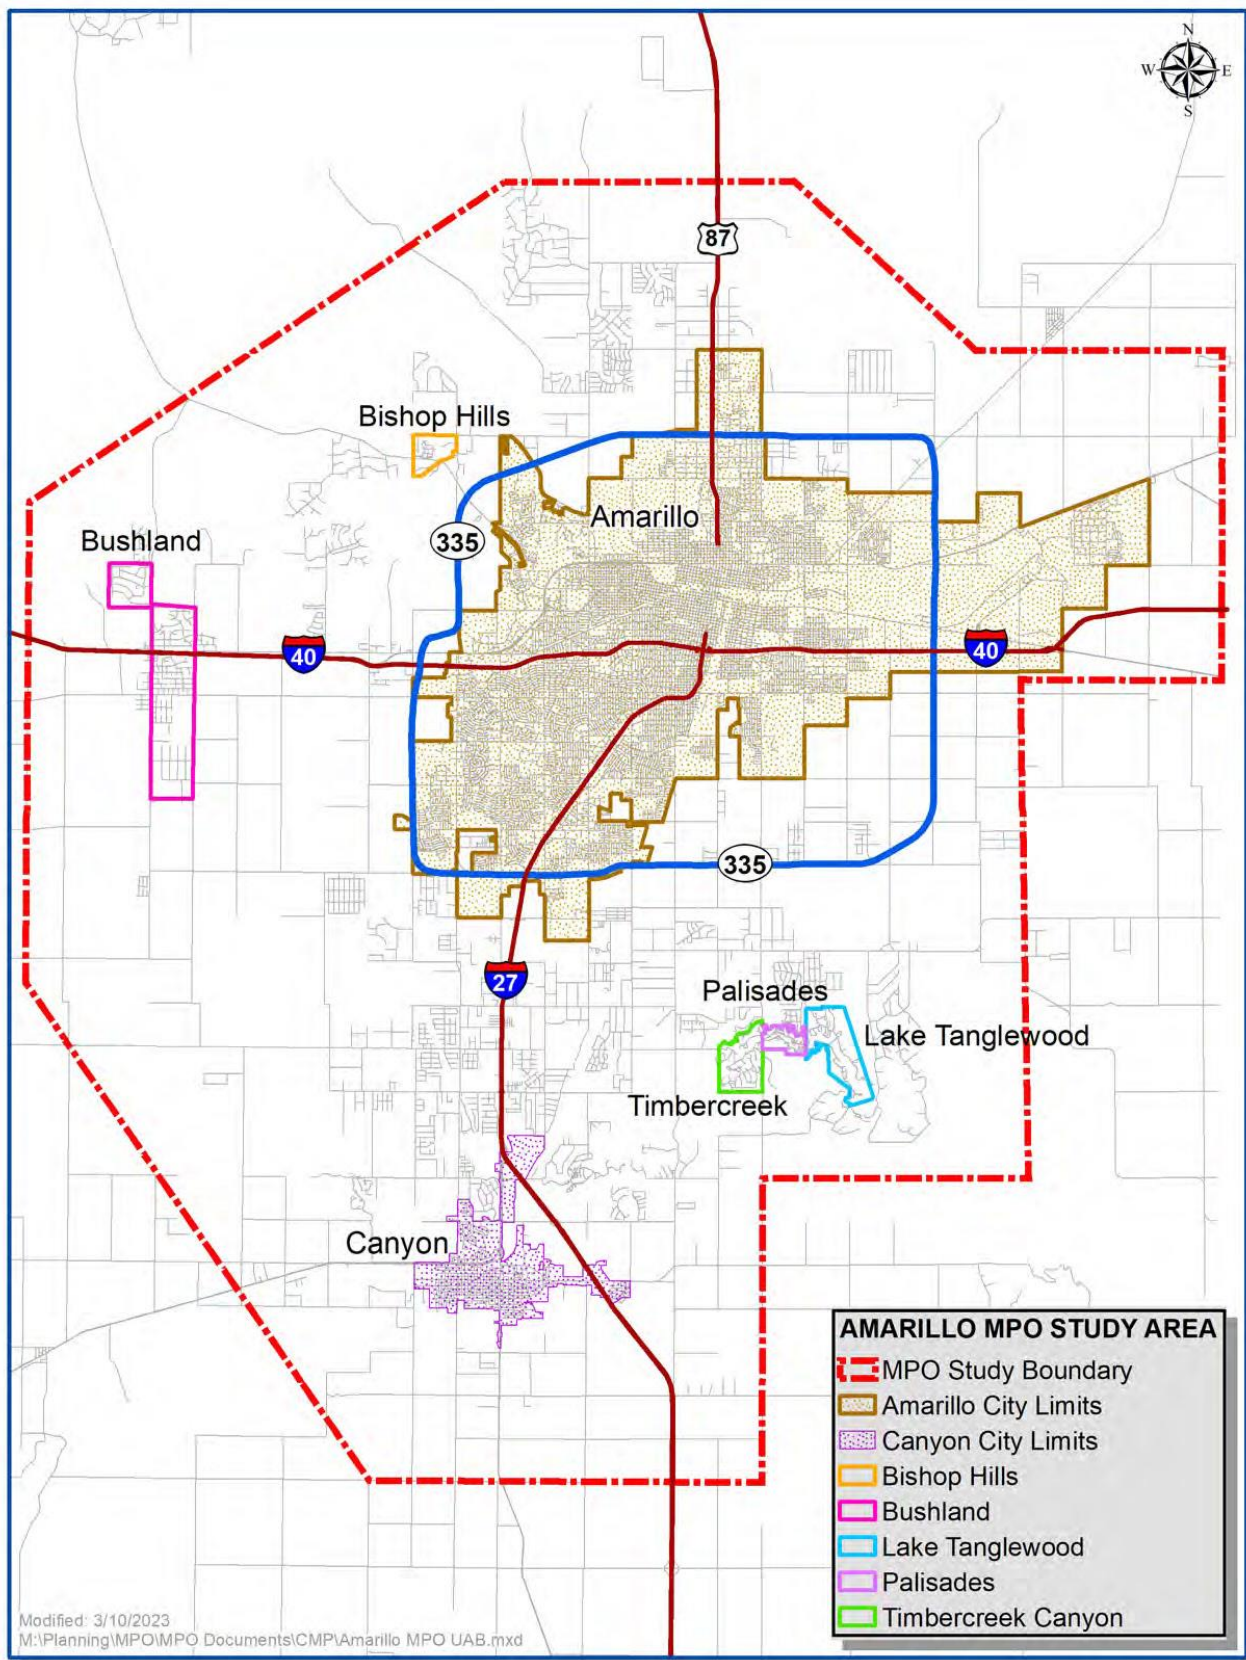 N
W E
S
87
Bishop Hills
Amarillo
335
Bushland
40
40
335
27
Palisades
Lake Tanglewood
Timbercreek
Canyon
AMARILLO MPO STUDY AREA
MPO Study Boundary
Amarillo City Limits
Canyon City Limits
Bishop Hills
Bushland
Lake Tanglewood
Palisades
Timbercreek Canyon
Modified: 3/10/2023
M:\Planning\MPO\MPO Documents\CMP\Amarillo MPO UAB.mxd